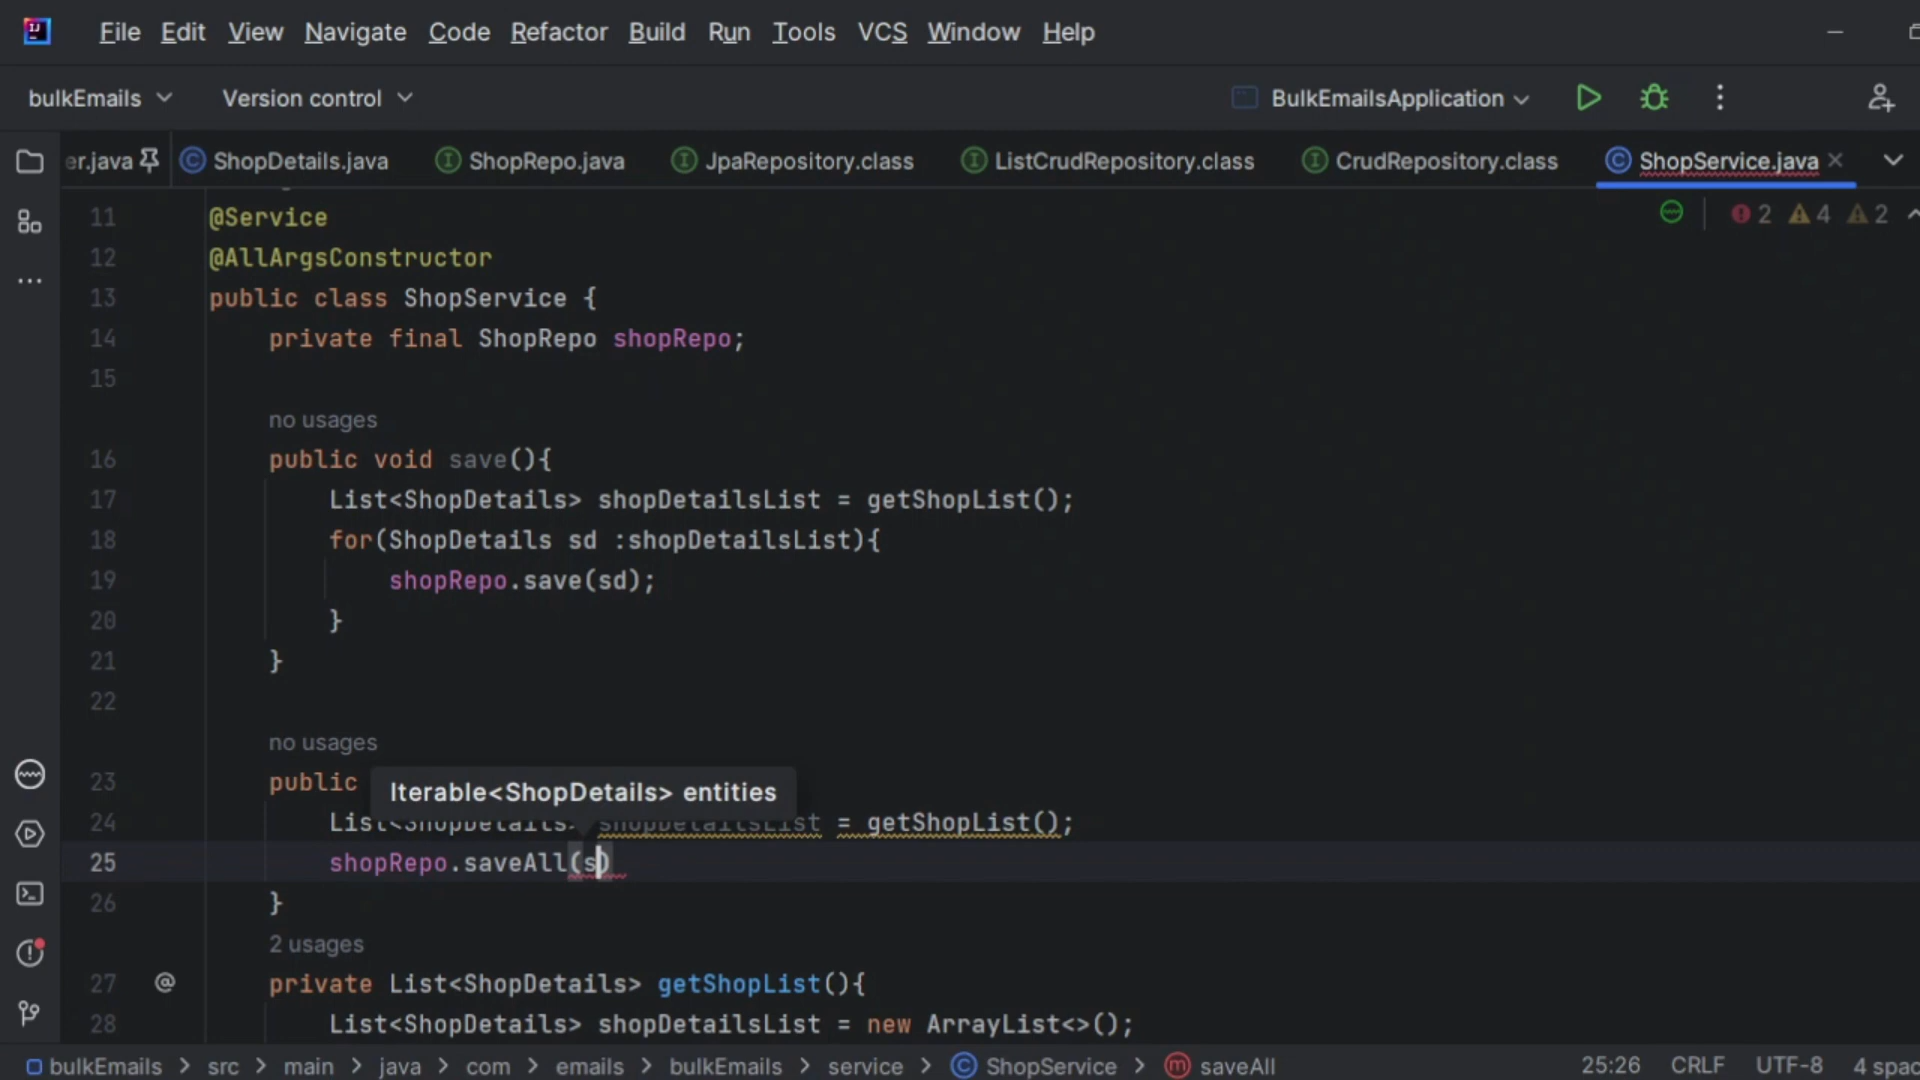 File Edit View Navigate Code Refactor Build Run Tools VCS Window Help
bulkEmails Version control BulkEmailsApplication
er.java ShopDetails.java ShopRepo.java JpaRepository.class ListCrudRepository.class CrudRepository.class ShopService.java
2 4 2
11 @Service
12 @AllArgsConstructor
13 public class ShopService {
14 private final ShopRepo shopRepo;
15
no usages
16 public void save(){
17 List<ShopDetails> shopDetailsList = getShopList();
18 for(ShopDetails sd :shopDetailsList){
19 shopRepo.save(sd);
20 }
21 }
22
no usages
23 public
Iterable<ShopDetails> entities
24 List<ShopDetails> shopDetailsList = getShopList();
25 shopRepo.saveAll(s)
26 }
2 usages
27 private List<ShopDetails> getShopList(){
28 List<ShopDetails> shopDetailsList = new ArrayList<>();
bulkEmails > src > main > java > com > emails > bulkEmails > service > ShopService > saveAll 25:26 CRLF UTF-8 4 spac